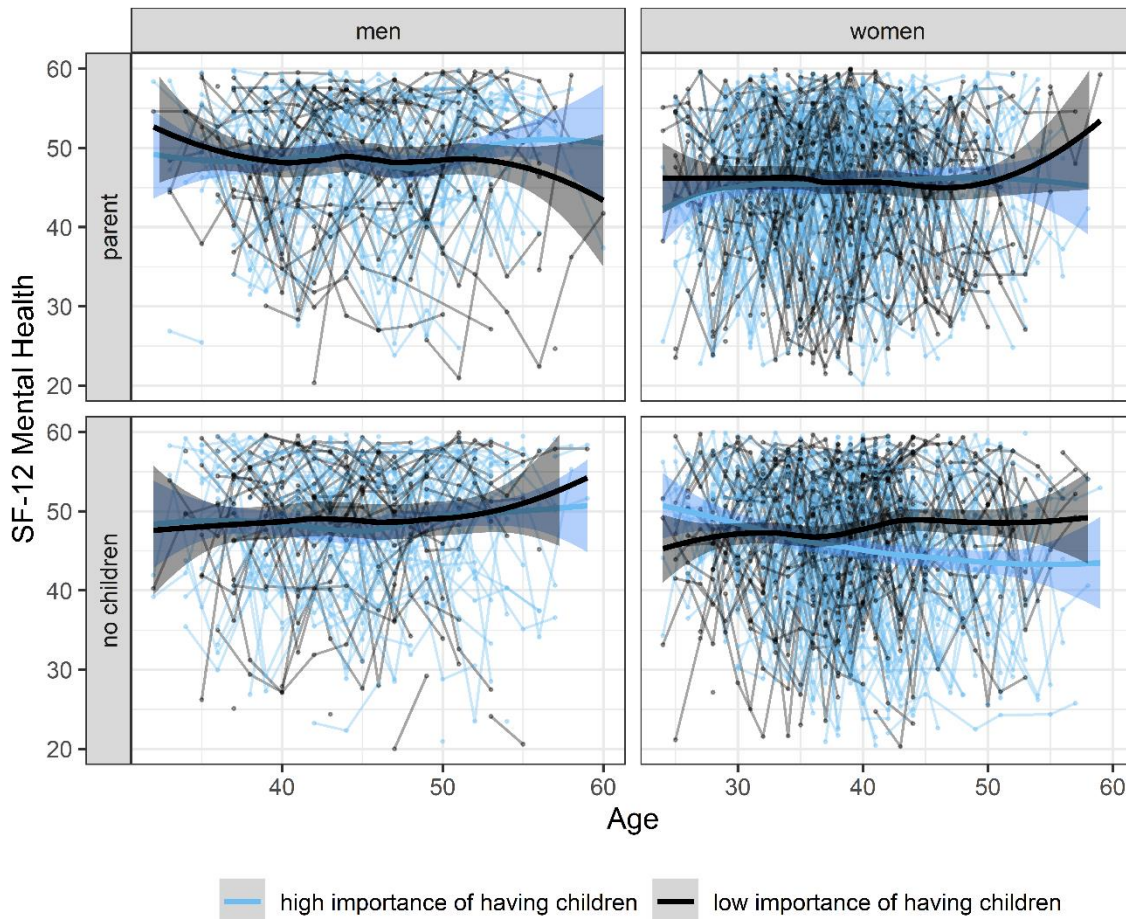 men
women
SF-12 Mental Health
parent
60
50
40
30
20
no children
60
50
40
30
20
40
50
60
30
40
50
60
Age
high importance of having children
low importance of having children